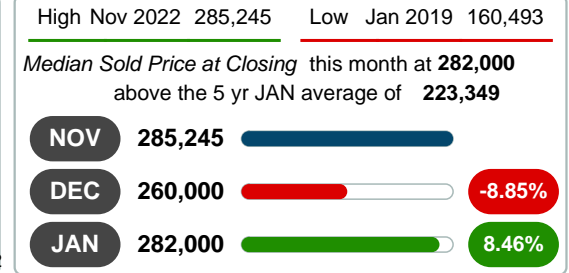 High Nov 2022 285,245 Low Jan 2019 160,493
Median Sold Price at Closing this month at 282,000
above the 5 yr JAN average of 223,349
NOV 285,245
DEC 260,000 -8.85%
JAN 282,000 8.46%